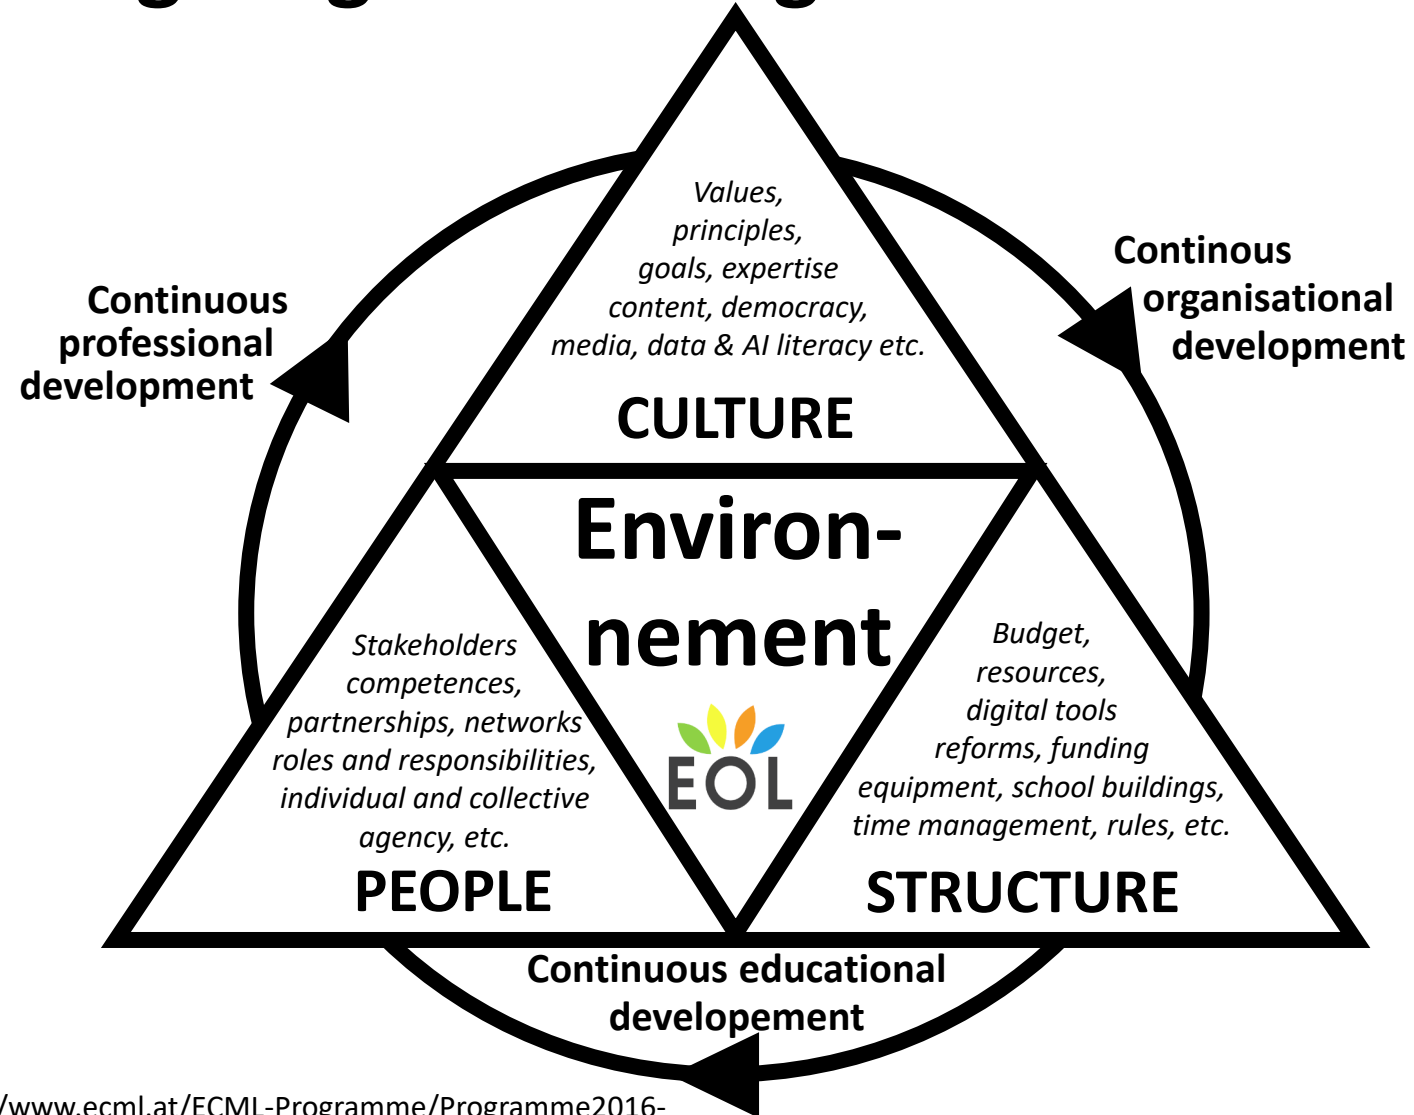 Values,
principles,
goals, expertise
content, democracy,
media, data & AI literacy etc.
CULTURE
Continuous
professional
development
Continous
organisational
development
Environ-
nement
EOL
Stakeholders
competences,
partnerships, networks
roles and responsibilities,
individual and collective
agency, etc.
PEOPLE
Budget,
resources,
digital tools
reforms, funding
equipment, school buildings,
time management, rules, etc.
STRUCTURE
Continuous educational
developement
/www.ecml.at/ECML-Programme/Programme2016-